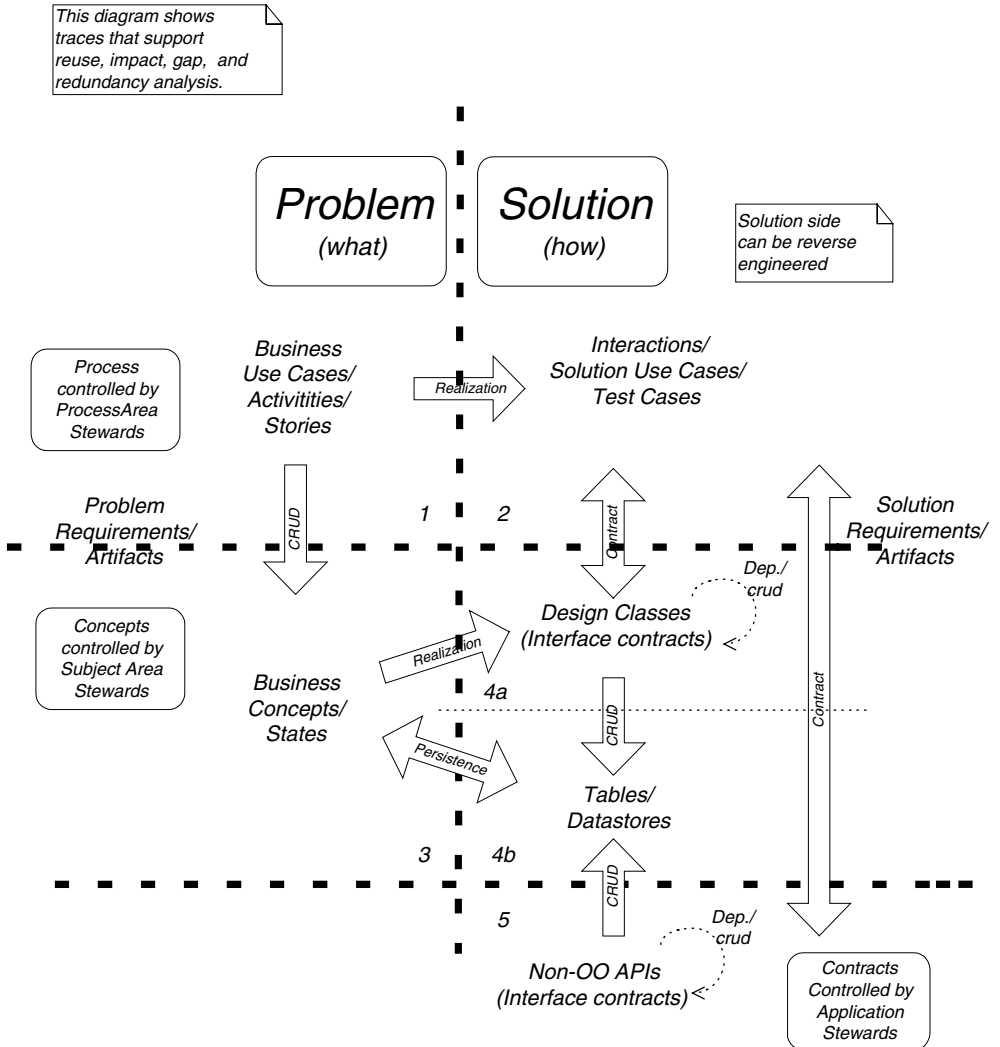 This diagram shows
traces that support
reuse, impact, gap, and
redundancy analysis.
Problem
(what)
Solution
(how)
Solution side
can be reverse
engineered
Process
controlled by
ProcessArea
Stewards
Business
Use Cases/
Activitities/
Stories
Realization
Interactions/
Solution Use Cases/
Test Cases
Problem
Requirements/
Artifacts
CRUD
1
2
Contract
Solution
Requirements/
Artifacts
Dep./
crud
Concepts
controlled by
Subject Area
Stewards
Business
Concepts/
States
Realization
Design Classes
(Interface contracts)
4a
CRUD
Contract
Persistence
Tables/
Datastores
3
4b
CRUD
5
Dep./
crud
Non-OO APIs
(Interface contracts)
Contracts
Controlled by
Application
Stewards